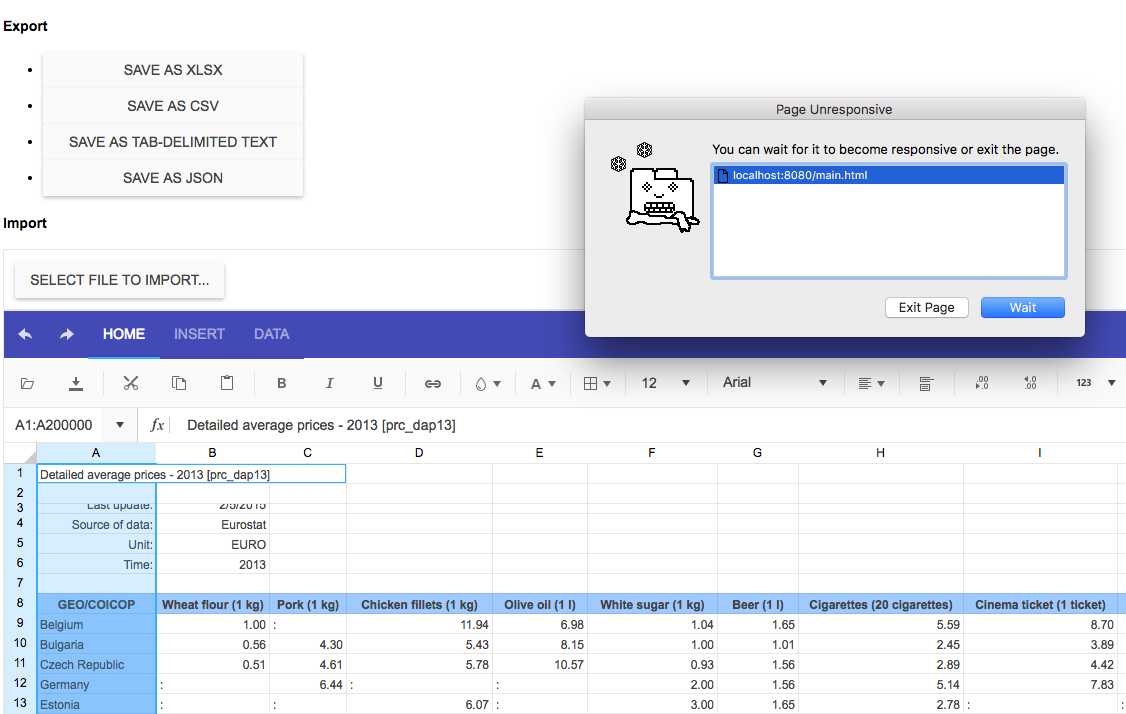 Export
SAVE AS XLSX
SAVE AS CSV
SAVE AS TAB-DELIMITED TEXT
SAVE AS JSON
Import
SELECT FILE TO IMPORT...
Page Unresponsive
You can wait for it to become responsive or exit the page.
localhost:8080/main.html
Exit Page Wait
HOME INSERT DATA
B I U A 12 Arial .00 .0 .0 .00 123
A1:A200000 fx Detailed average prices - 2013 [prc_dap13]
A B C D E F G H I
1 Detailed average prices - 2013 [prc_dap13]
2
3 Last update: 2/5/2015
4 Source of data: Eurostat
5 Unit: EURO
6 Time: 2013
7
8 GEO/COICOP Wheat flour (1 kg) Pork (1 kg) Chicken fillets (1 kg) Olive oil (1 l) White sugar (1 kg) Beer (1 l) Cigarettes (20 cigarettes) Cinema ticket (1 ticket)
9 Belgium 1.00 : 11.94 6.98 1.04 1.65 5.59 8.70
10 Bulgaria 0.56 4.30 5.43 8.15 1.00 1.01 2.45 3.89
11 Czech Republic 0.51 4.61 5.78 10.57 0.93 1.56 2.89 4.42
12 Germany : 6.44 : : 2.00 1.56 5.14 7.83
13 Estonia : : 6.07 : 3.00 1.65 2.78 : :